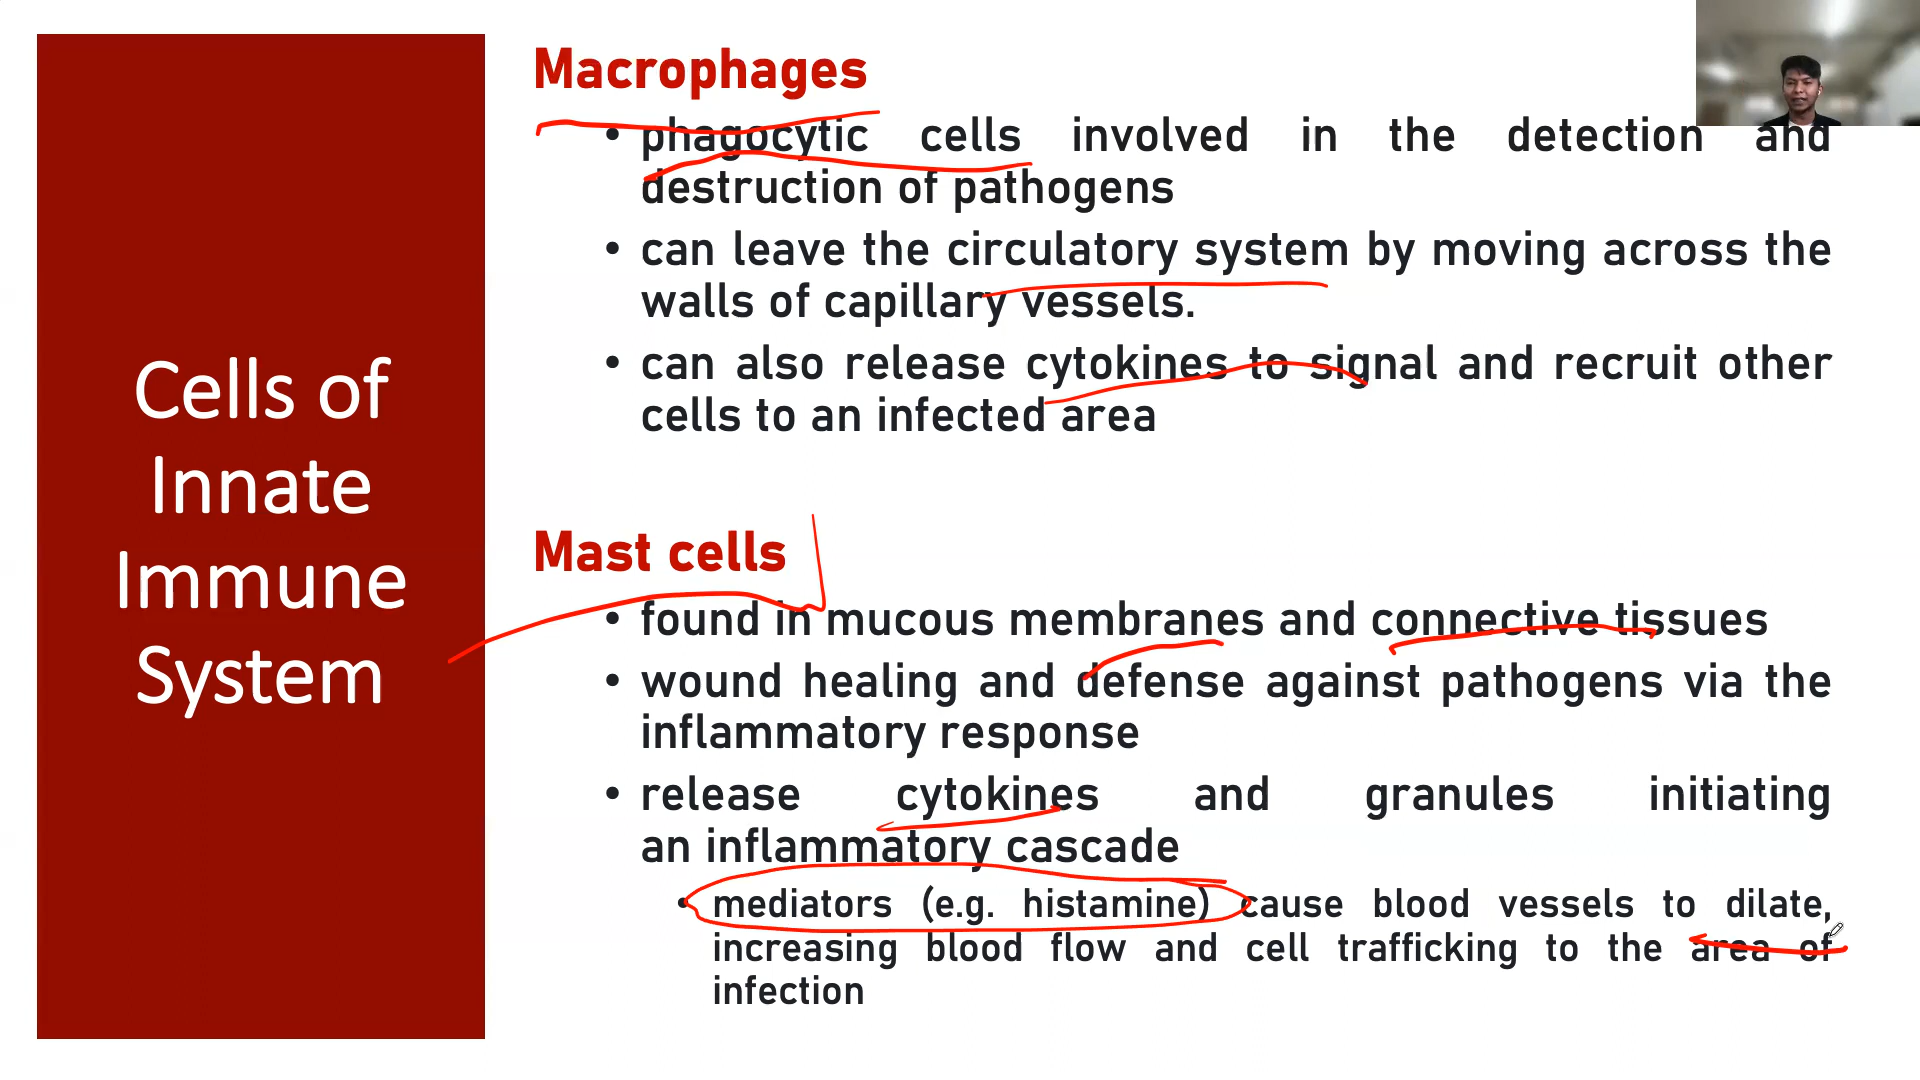 Cells of
Innate
Immune
System
Macrophages
• phagocytic cells involved in the detection and
destruction of pathogens
• can leave the circulatory system by moving across the
walls of capillary vessels.
• can also release cytokines to signal and recruit other
cells to an infected area
Mast cells
• found in mucous membranes and connective tissues
• wound healing and defense against pathogens via the
inflammatory response
• release cytokines and granules initiating
an inflammatory cascade
• mediators (e.g. histamine) cause blood vessels to dilate,
increasing blood flow and cell trafficking to the area of
infection